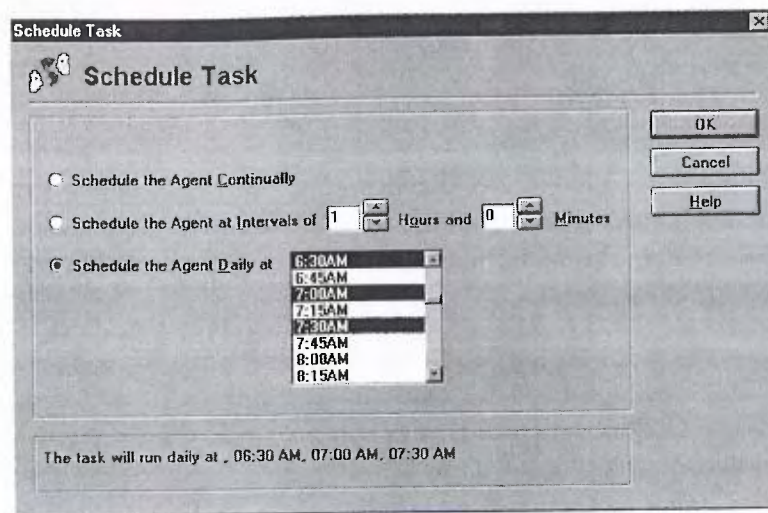 Schedule Task
Schedule Task
OK
Cancel
Help
Schedule the Agent Continually
Schedule the Agent at Intervals of 1 Hours and 0 Minutes
Schedule the Agent Daily at
6:30AM
6:45AM
7:00AM
7:15AM
7:30AM
7:45AM
8:00AM
8:15AM
The task will run daily at , 06:30 AM, 07:00 AM, 07:30 AM